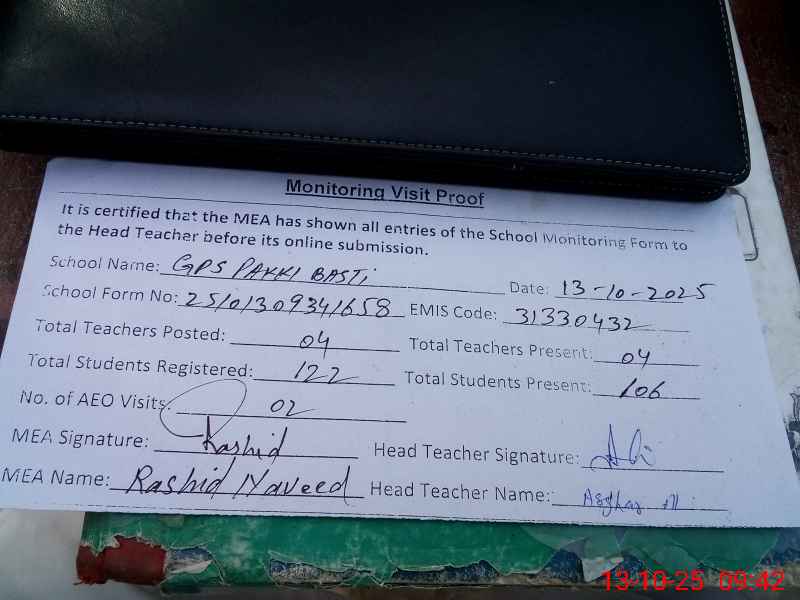 Monitoring Visit Proof
It is certified that the MEA has shown all entries of the School Monitoring Form to
the Head Teacher before its online submission.
School Name: GPS PAKKI BASTI Date: 13-10-2025
School Form No: 25101309341658 EMIS Code: 31330432
Total Teachers Posted: 04 Total Teachers Present: 04
Total Students Registered: 122 Total Students Present: 106
No. of AEO Visits: 02
MEA Signature: Rashid Head Teacher Signature:
MEA Name: Rashid Naveed Head Teacher Name: Asghar
13-10-25 09:42